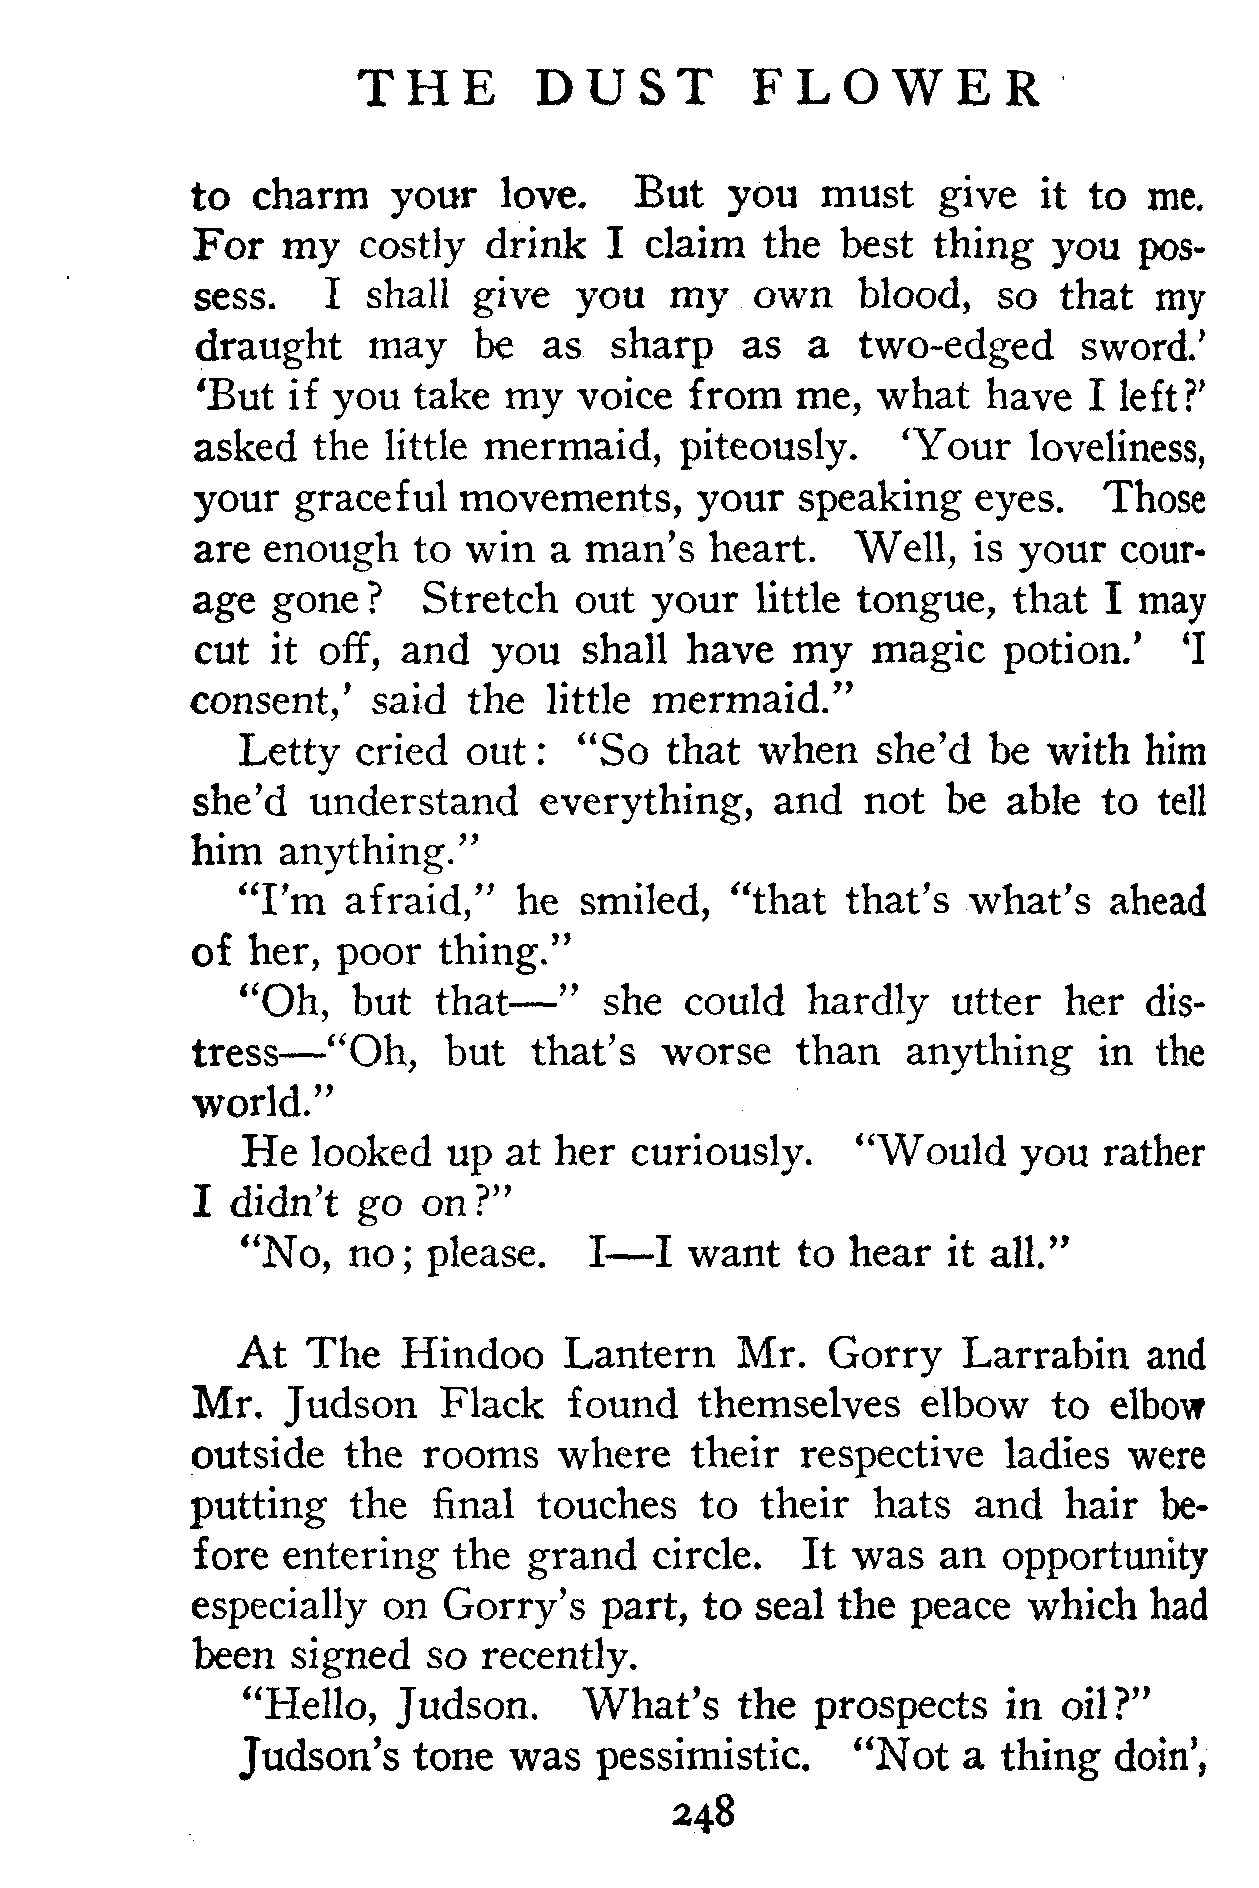 THE DUST FLOWER
to charm your love. But you must give it to me.
For my costly drink I claim the best thing you pos-
sess. I shall give you my own blood, so that my
draught may be as sharp as a two-edged sword.'
'But if you take my voice from me, what have I left?'
asked the little mermaid, piteously. 'Your loveliness,
your graceful movements, your speaking eyes. Those
are enough to win a man's heart. Well, is your cour-
age gone? Stretch out your little tongue, that I may
cut it off, and you shall have my magic potion.' 'I
consent,' said the little mermaid."
Letty cried out: "So that when she'd be with him
she'd understand everything, and not be able to tell
him anything."
"I'm afraid," he smiled, "that that's what's ahead
of her, poor thing."
"Oh, but that—" she could hardly utter her dis-
tress—"Oh, but that's worse than anything in the
world."
He looked up at her curiously. "Would you rather
I didn't go on?"
"No, no; please. I—I want to hear it all."
At The Hindoo Lantern Mr. Gorry Larrabin and
Mr. Judson Flack found themselves elbow to elbow
outside the rooms where their respective ladies were
putting the final touches to their hats and hair be-
fore entering the grand circle. It was an opportunity
especially on Gorry's part, to seal the peace which had
been signed so recently.
"Hello, Judson. What's the prospects in oil?"
Judson's tone was pessimistic. "Not a thing doin',
248